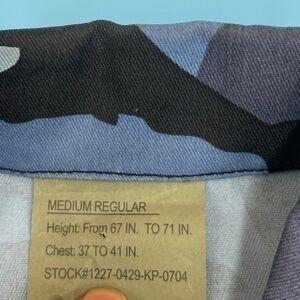 MEDIUM REGULAR
Height: From 67 IN. TO 71 IN.
Chest: 37 TO 41 IN.
STOCK#1227-0429-KP-0704